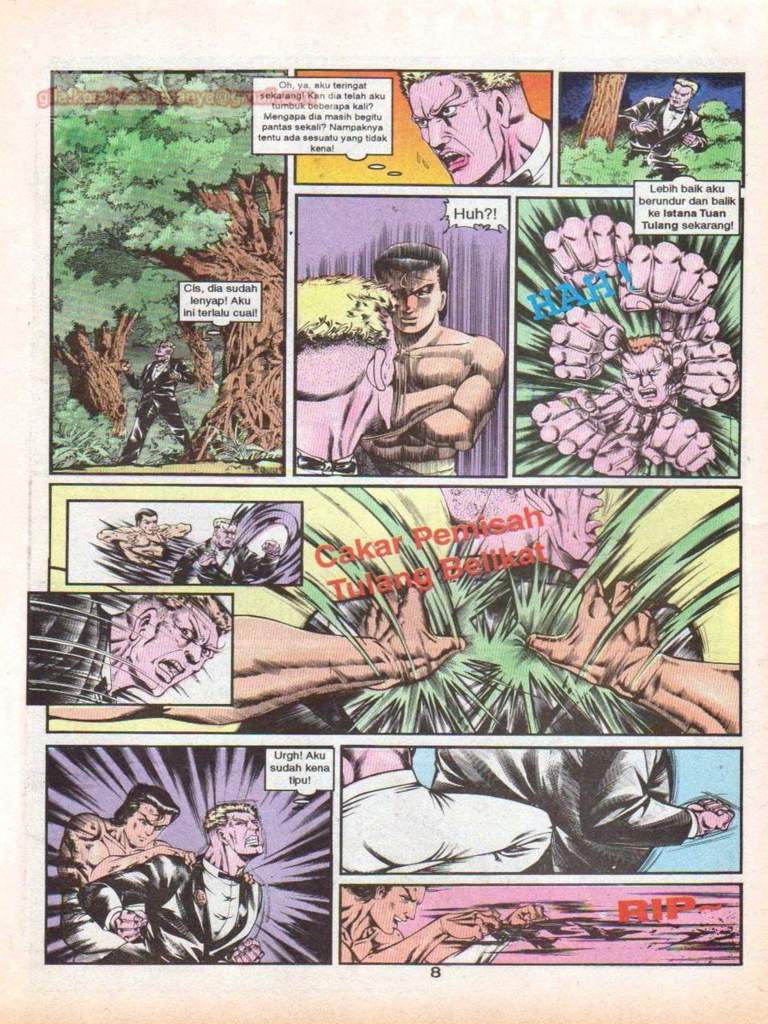 Cis, dia sudah
lenyap! Aku
ini terlalu cuai!
Oh, ya, aku teringat
sekarang! Kan dia telah aku
tumbuk beberapa kali?
Mengapa dia masih begitu
pantas sekali? Nampaknya
tentu ada sesuatu yang tidak
kena!
Lebih baik aku
berundur dan balik
ke Istana Tuan
Tulang sekarang!
Huh?!
HAH!
Cakar Pemisah
Tulang Belikat
Urgh! Aku
sudah kena
tipu!
RIP~
8